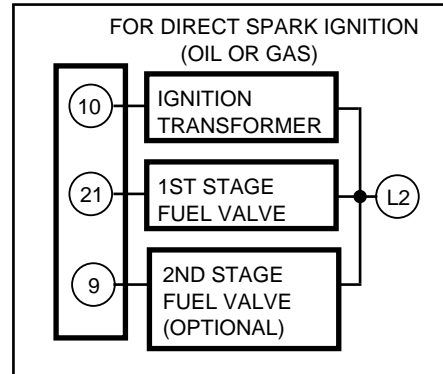 FOR DIRECT SPARK IGNITION
(OIL OR GAS)
10
IGNITION
TRANSFORMER
21
1ST STAGE
FUEL VALVE
L2
9
2ND STAGE
FUEL VALVE
(OPTIONAL)